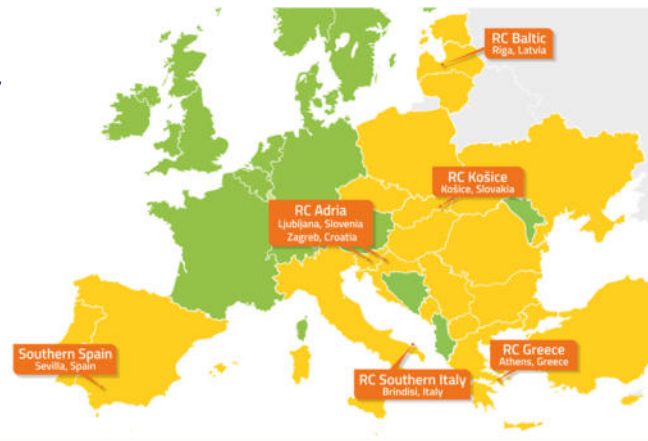 RC Baltic
Riga, Latvia
RC Košice
Košice, Slovakia
RC Adria
Ljubljana, Slovenia
Zagreb, Croatia
Southern Spain
Sevilla, Spain
RC Greece
Athens, Greece
RC Southern Italy
Brindisi, Italy